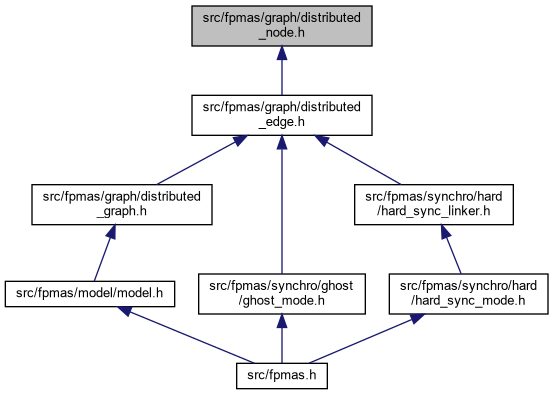 src/fpmas/graph/distributed
_node.h
src/fpmas/graph/distributed
_edge.h
src/fpmas/graph/distributed
_graph.h
src/fpmas/synchro/hard
/hard_sync_linker.h
src/fpmas/model/model.h
src/fpmas/synchro/ghost
/ghost_mode.h
src/fpmas/synchro/hard
/hard_sync_mode.h
src/fpmas.h